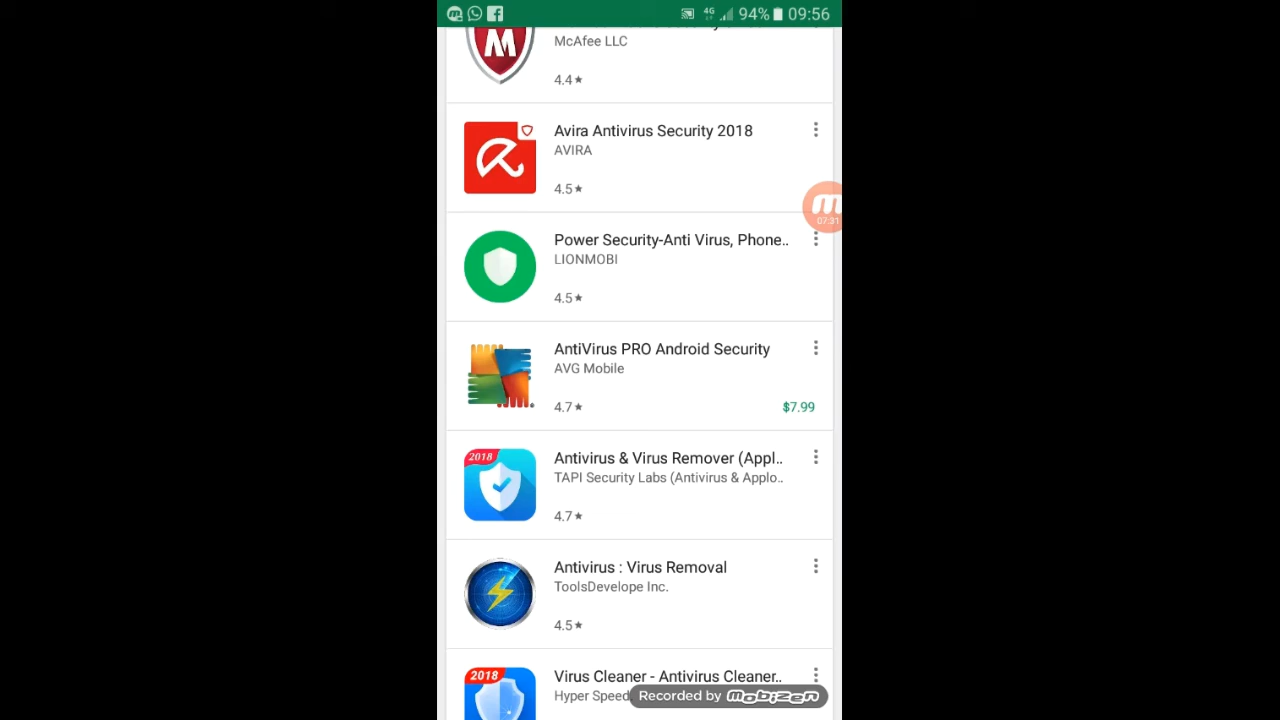 94% 09:56
4G
McAfee LLC
4.4★
Avira Antivirus Security 2018
AVIRA
4.5★
07:31
Power Security-Anti Virus, Phone..
LIONMOBI
4.5★
AntiVirus PRO Android Security
AVG Mobile
4.7★
$7.99
2018
Antivirus & Virus Remover (Appl..
TAPI Security Labs (Antivirus & Applo..
4.7★
Antivirus : Virus Removal
ToolsDevelope Inc.
4.5★
2018
Virus Cleaner - Antivirus Cleaner..
Hyper Speed
Recorded by mobizen